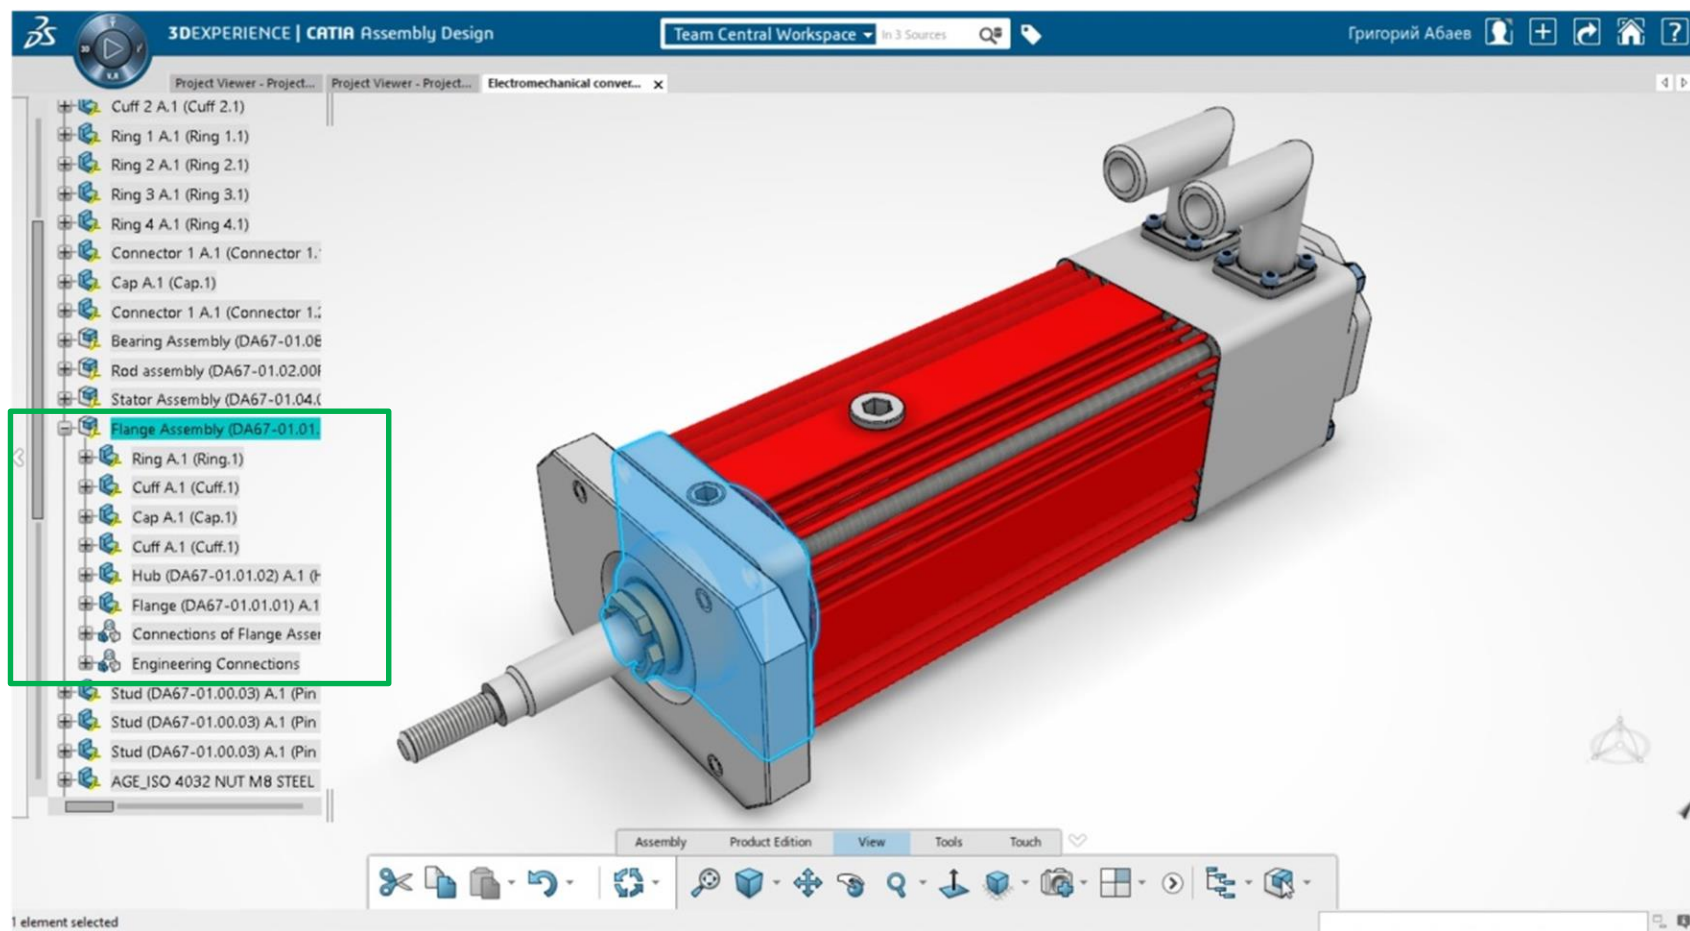 3DEXPERIENCE | CATIA Assembly Design
Team Central Workspace
In 3 Sources
Григорий Абаев
Project Viewer - Project...
Project Viewer - Project...
Electromechanical conver...
Cuff 2 A.1 (Cuff 2.1)
Ring 1 A.1 (Ring 1.1)
Ring 2 A.1 (Ring 2.1)
Ring 3 A.1 (Ring 3.1)
Ring 4 A.1 (Ring 4.1)
Connector 1 A.1 (Connector 1.
Cap A.1 (Cap.1)
Connector 1 A.1 (Connector 1.2
Bearing Assembly (DA67-01.08
Rod assembly (DA67-01.02.00
Stator Assembly (DA67-01.04.0
Flange Assembly (DA67-01.01.
Ring A.1 (Ring.1)
Cuff A.1 (Cuff.1)
Cap A.1 (Cap.1)
Cuff A.1 (Cuff.1)
Hub (DA67-01.01.02) A.1 (H
Flange (DA67-01.01.01) A.1
Connections of Flange Asser
Engineering Connections
Stud (DA67-01.00.03) A.1 (Pin
Stud (DA67-01.00.03) A.1 (Pin
Stud (DA67-01.00.03) A.1 (Pin
AGE_ISO 4032 NUT M8 STEEL
Assembly
Product Edition
View
Tools
Touch
1 element selected